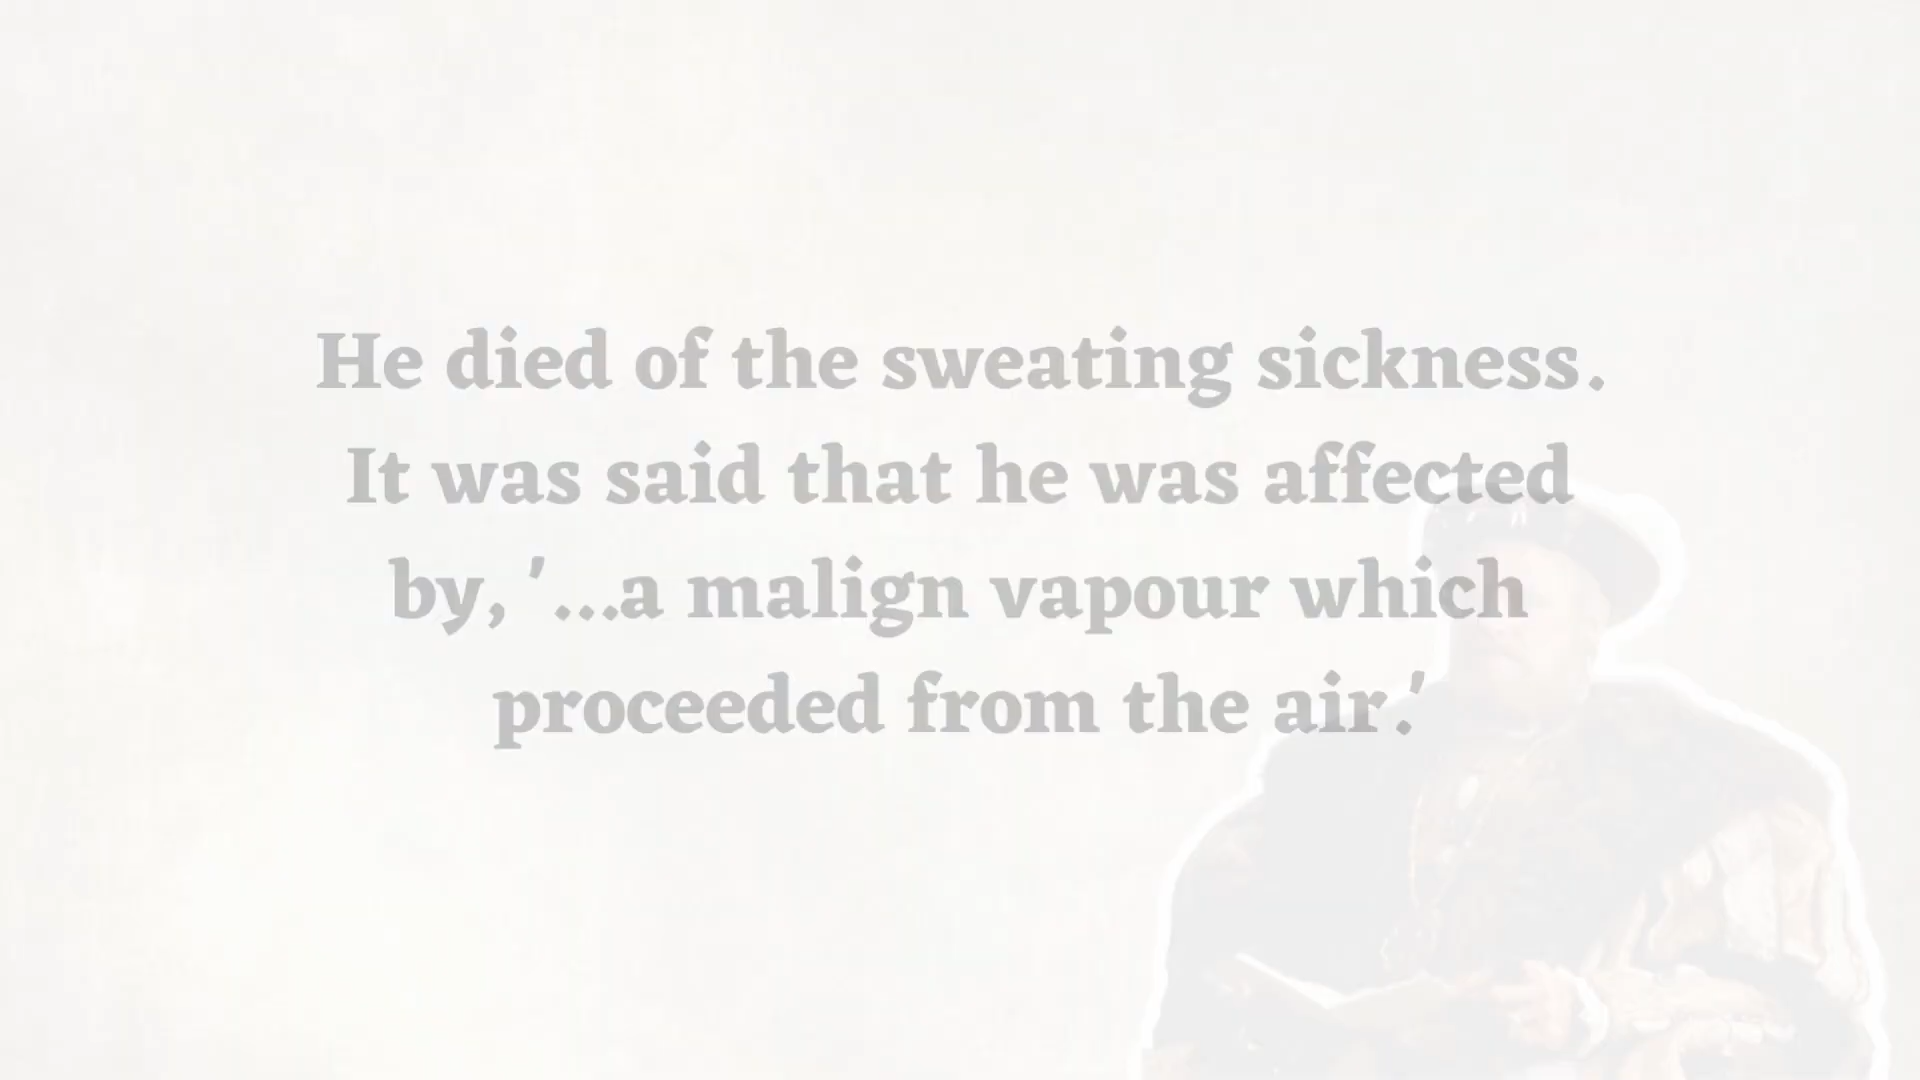 He died of the sweating sickness.
It was said that he was affected
by, '...a malign vapour which
proceeded from the air.'